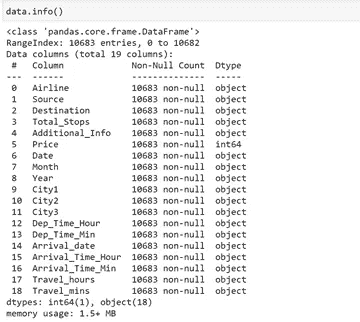 data.info()
<class 'pandas.core.frame.DataFrame'>
RangeIndex: 10683 entries, 0 to 10682
Data columns (total 19 columns):
 #   Column            Non-Null Count  Dtype
---  ------            --------------  -----
 0   Airline           10683 non-null  object
 1   Source            10683 non-null  object
 2   Destination       10683 non-null  object
 3   Total_Stops       10683 non-null  object
 4   Additional_Info   10683 non-null  object
 5   Price             10683 non-null  int64
 6   Date              10683 non-null  object
 7   Month             10683 non-null  object
 8   Year              10683 non-null  object
 9   City1             10683 non-null  object
 10  City2             10683 non-null  object
 11  City3             10683 non-null  object
 12  Dep_Time_Hour     10683 non-null  object
 13  Dep_Time_Min      10683 non-null  object
 14  Arrival_date      10683 non-null  object
 15  Arrival_Time_Hour 10683 non-null  object
 16  Arrival_Time_Min  10683 non-null  object
 17  Travel_hours      10683 non-null  object
 18  Travel_mins       10683 non-null  object
dtypes: int64(1), object(18)
memory usage: 1.5+ MB